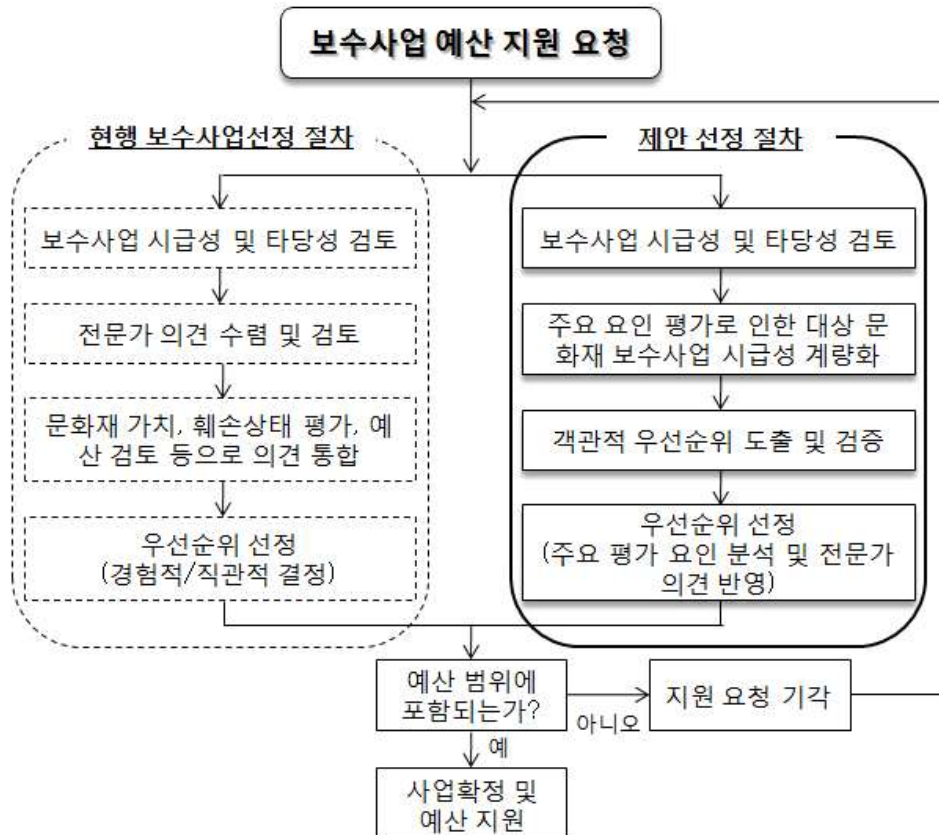 보수사업 예산 지원 요청
현행 보수사업선정 절차
보수사업 시급성 및 타당성 검토
전문가 의견 수렴 및 검토
문화재 가치, 훼손상태 평가, 예
산 검토 등으로 의견 통합
우선순위 선정
(경험적/직관적 결정)
제안 선정 절차
보수사업 시급성 및 타당성 검토
주요 요인 평가로 인한 대상 문
화재 보수사업 시급성 계량화
객관적 우선순위 도출 및 검증
우선순위 선정
(주요 평가 요인 분석 및 전문가
의견 반영)
예산 범위에
포함되는가?
아니오
지원 요청 기각
예
사업확정 및
예산 지원